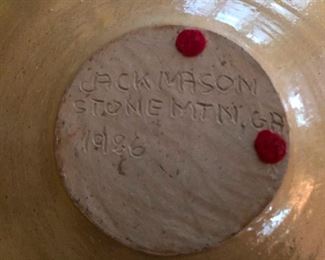 JACK MASON
STONE MTN, GA
1986